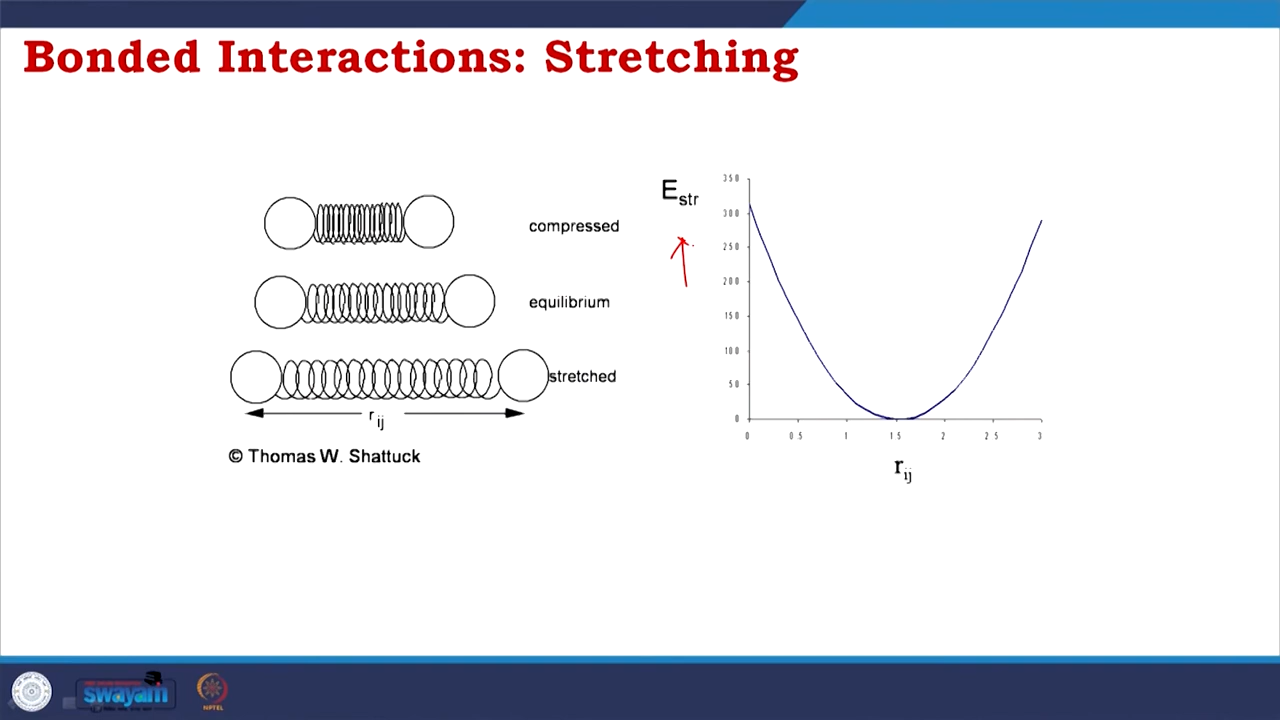 Bonded Interactions: Stretching
compressed
equilibrium
stretched
r ij
© Thomas W. Shattuck
E str
350
300
250
200
150
100
50
0
0 0.5 1 1.5 2 2.5 3
r ij
swayam
NPTEL